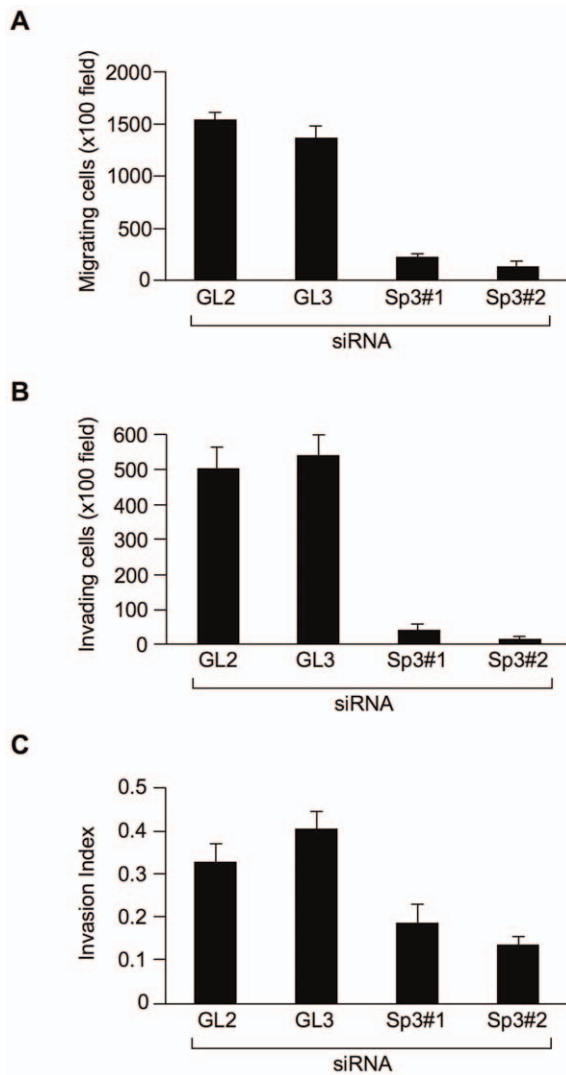 A
Migrating cells (x100 field)
2000
1500
1000
500
0
GL2 GL3 Sp3#1 Sp3#2
siRNA
B
Invading cells (x100 field)
600
500
400
300
200
100
0
GL2 GL3 Sp3#1 Sp3#2
siRNA
C
Invasion Index
0.5
0.4
0.3
0.2
0.1
0
GL2 GL3 Sp3#1 Sp3#2
siRNA